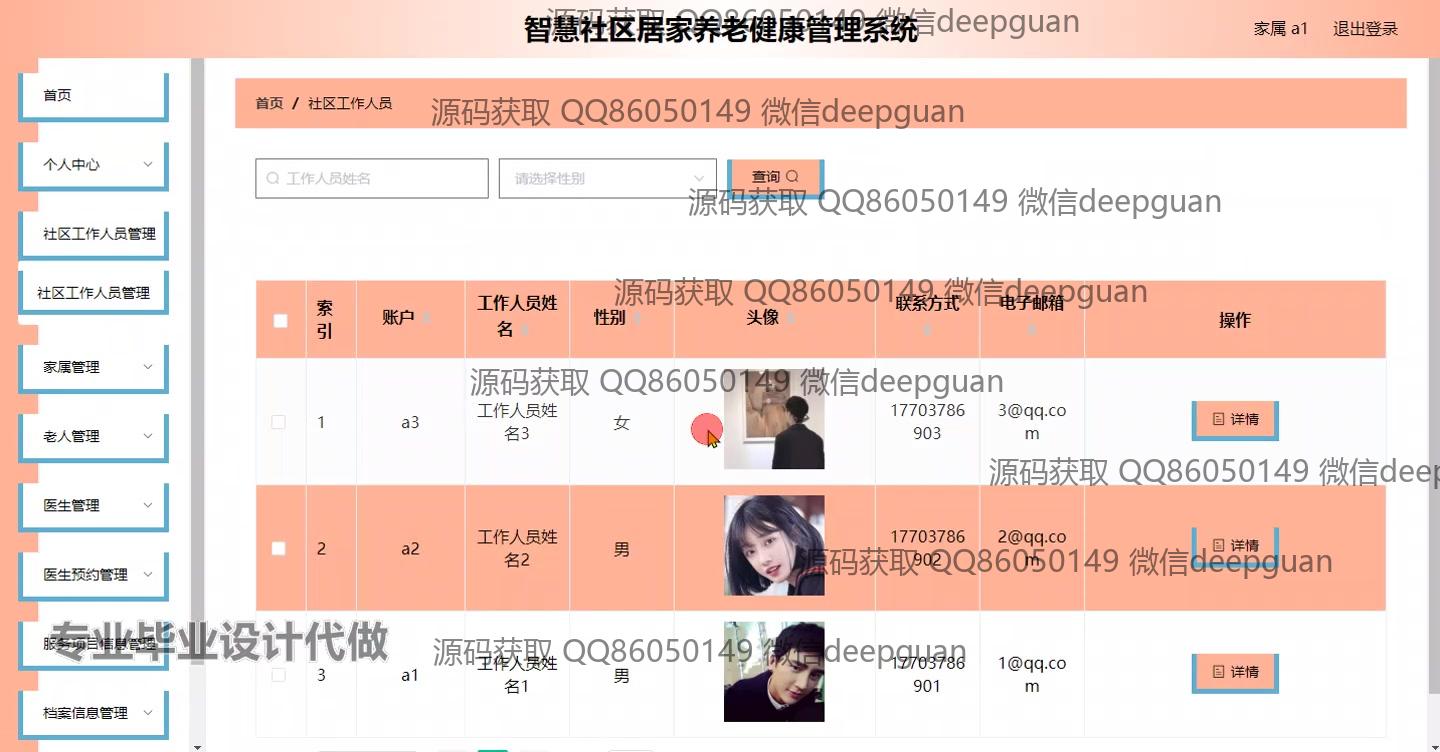 智慧社区居家养老健康管理系统
源码获取 QQ86050149 微信deepguan
家属 a1
退出登录
首页
个人中心
社区工作人员管理
社区工作人员管理
家属管理
老人管理
医生管理
医生预约管理
服务项目信息管理
专业毕业设计代做
档案信息管理
首页 / 社区工作人员
源码获取 QQ86050149 微信deepguan
工作人员姓名
请选择性别
查询
源码获取 QQ86050149 微信deepguan
源码获取 QQ86050149 微信deepguan
索
引
账户
工作人员姓
名
性别
头像
联系方式
电子邮箱
操作
源码获取 QQ86050149 微信deepguan
1
a3
工作人员姓
名3
女
17703786
903
3@qq.co
m
详情
源码获取 QQ86050149 微信deep
2
a2
工作人员姓
名2
男
17703786
902
2@qq.co
m
详情
源码获取 QQ86050149 微信deepguan
源码获取 QQ86050149 微信deepguan
3
a1
工作人员姓
名1
男
17703786
901
1@qq.co
m
详情